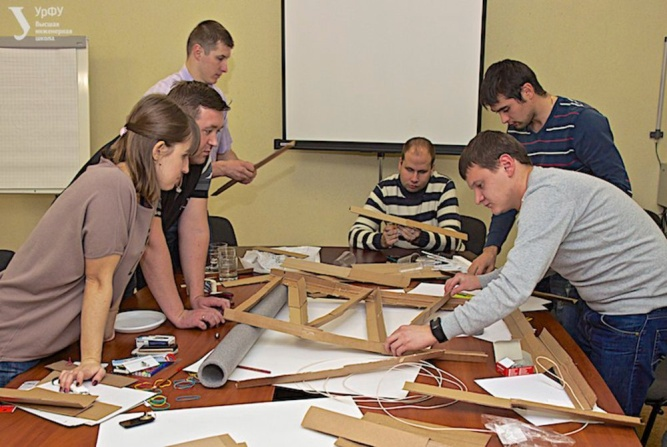 УрФУ
Высшая
инженерная
школа